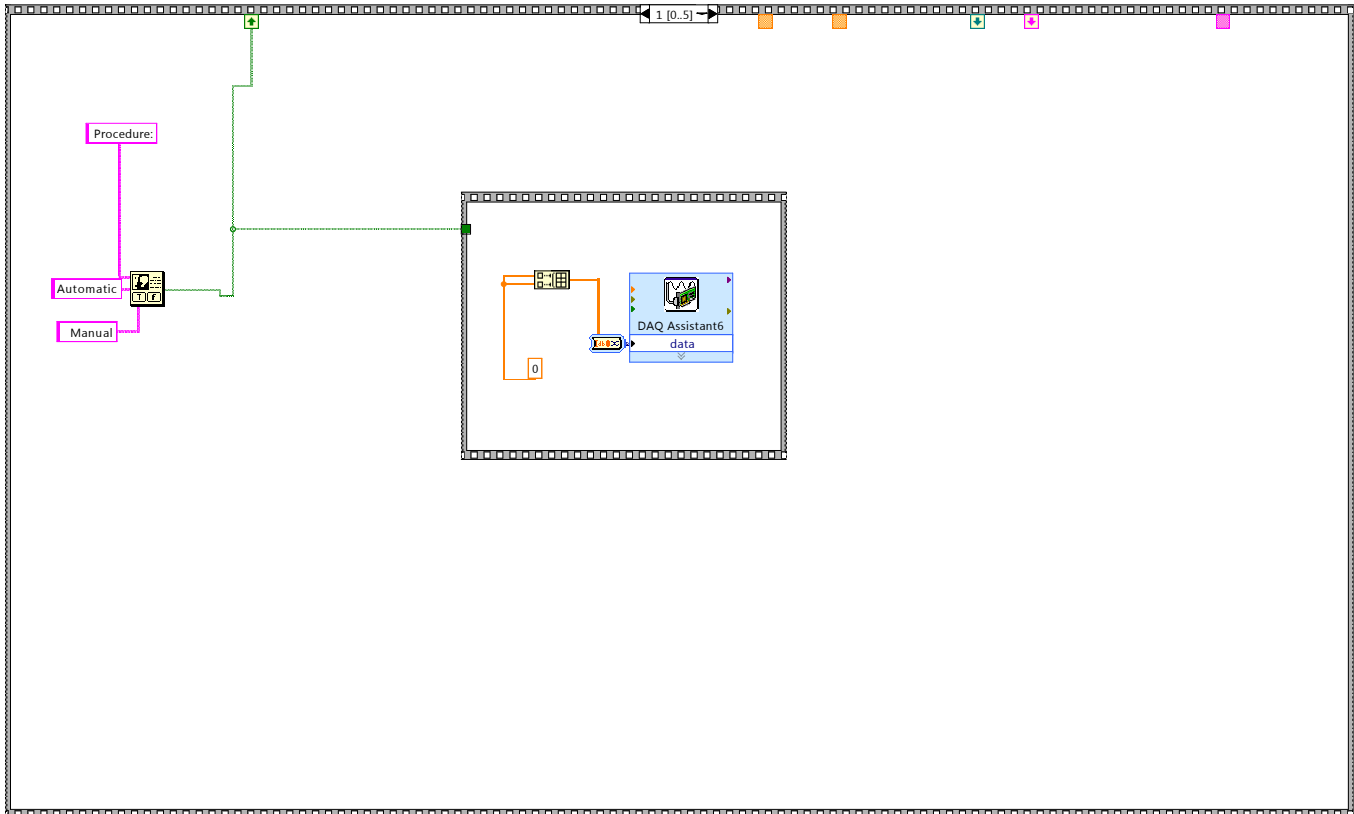 1 [0..5]
Procedure:
Automatic
T F
Manual
DAQ Assistant6
data
0